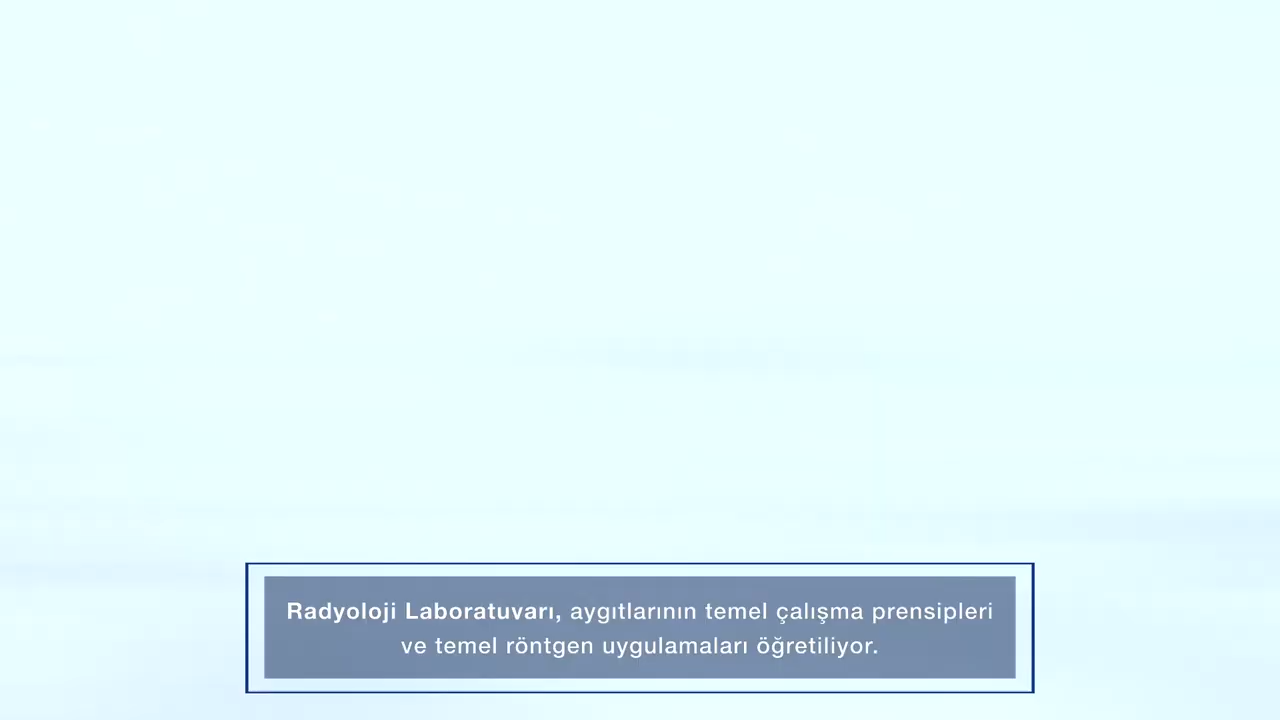 Radyoloji Laboratuvarı, aygıtlarının temel çalışma prensipleri
ve temel röntgen uygulamaları öğretiliyor.